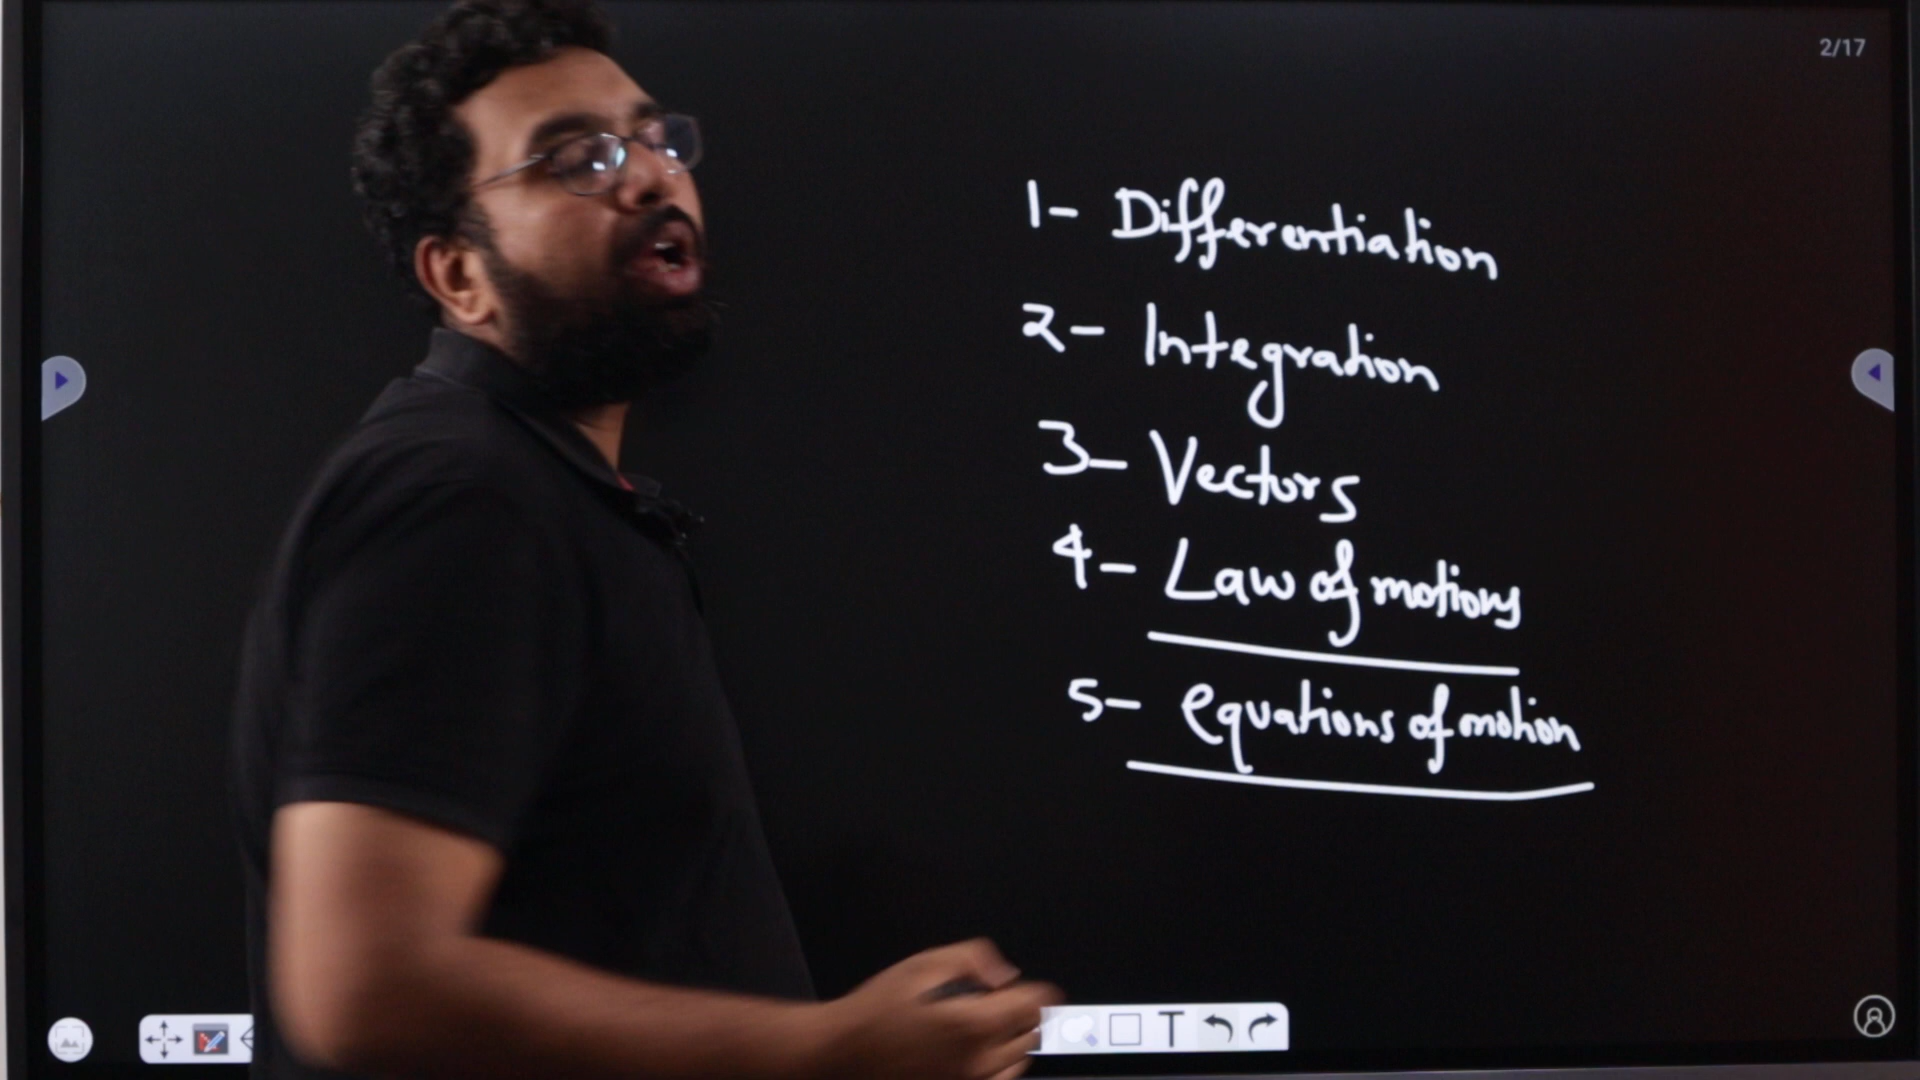 2/17
1- Differentiation
2- Integration
3- Vectors
4- Law of motions
5- equations of motion
T